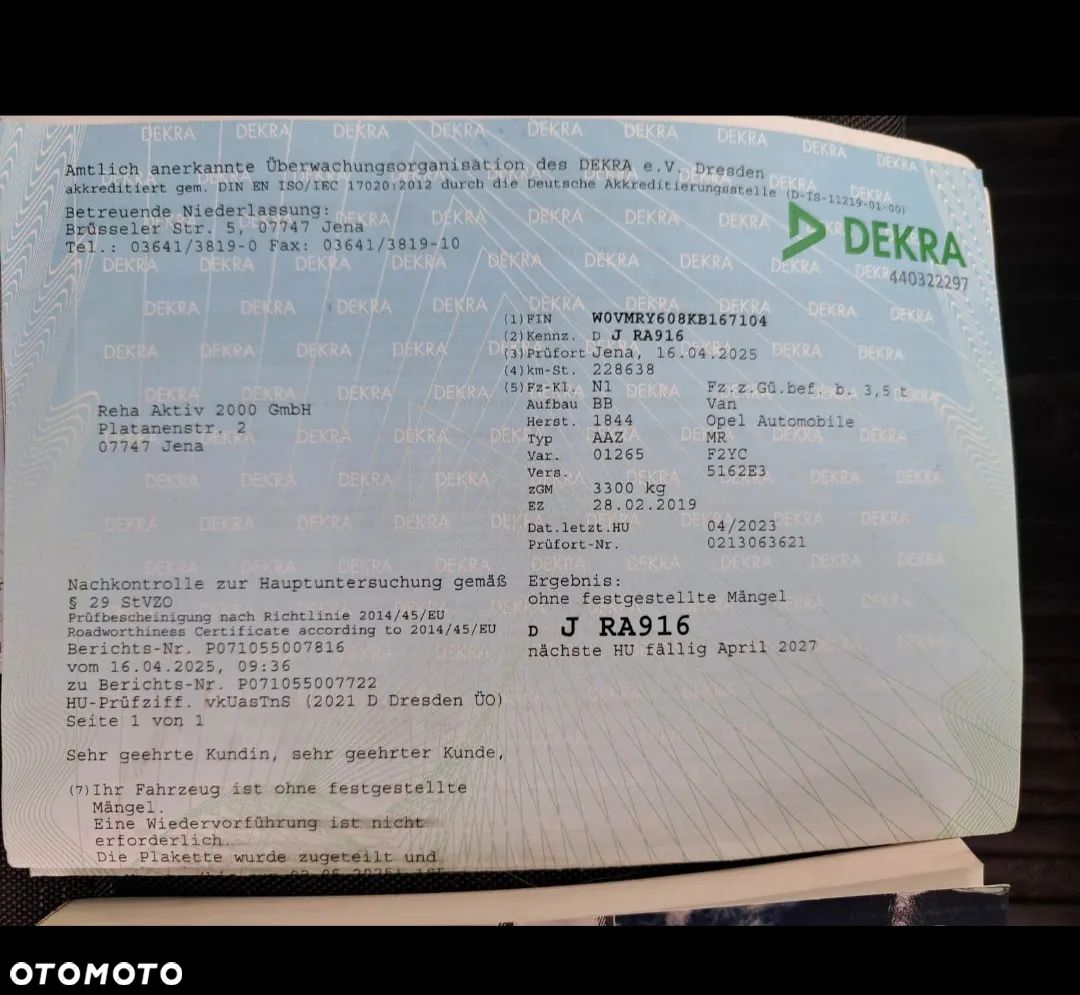 Amtlich anerkannte Überwachungsorganisation des DEKRA e.V. Dresden
akkreditiert gem. DIN EN ISO/IEC 17020:2012 durch die Deutsche Akkreditierungsstelle (D-IS-11219-01-00)
Betreuende Niederlassung:
Brüsseler Str. 5, 07747 Jena
Tel.: 03641/3819-0 Fax: 03641/3819-10
DEKRA
440322297
(1) FIN W0VMRY608KB167104
(2) Kennz. D J RA916
(3) Prüfort Jena, 16.04.2025
(4) km-St. 228638
(5) Fz-Kl. N1 Fz.z.Gü.bef. b. 3,5 t
Aufbau BB Van
Herst. 1844 Opel Automobile
Typ AAZ MR
Var. 01265 F2YC
Vers. 5162E3
zGM 3300 kg
EZ 28.02.2019
Dat.letzt.HU 04/2023
Prüfort-Nr. 0213063621
Reha Aktiv 2000 GmbH
Platanenstr. 2
07747 Jena
Nachkontrolle zur Hauptuntersuchung gemäß
§ 29 StVZO
Prüfbescheinigung nach Richtlinie 2014/45/EU
Roadworthiness Certificate according to 2014/45/EU
Berichts-Nr. P071055007816
vom 16.04.2025, 09:36
zu Berichts-Nr. P071055007722
HU-Prüfziff. vkUasTnS (2021 D Dresden ÜO)
Seite 1 von 1
Ergebnis:
ohne festgestellte Mängel
D J RA916
nächste HU fällig April 2027
Sehr geehrte Kundin, sehr geehrter Kunde,
(7) Ihr Fahrzeug ist ohne festgestellte
Mängel.
Eine Wiedervorführung ist nicht
erforderlich.
Die Plakette wurde zugeteilt und
OTOMOTO